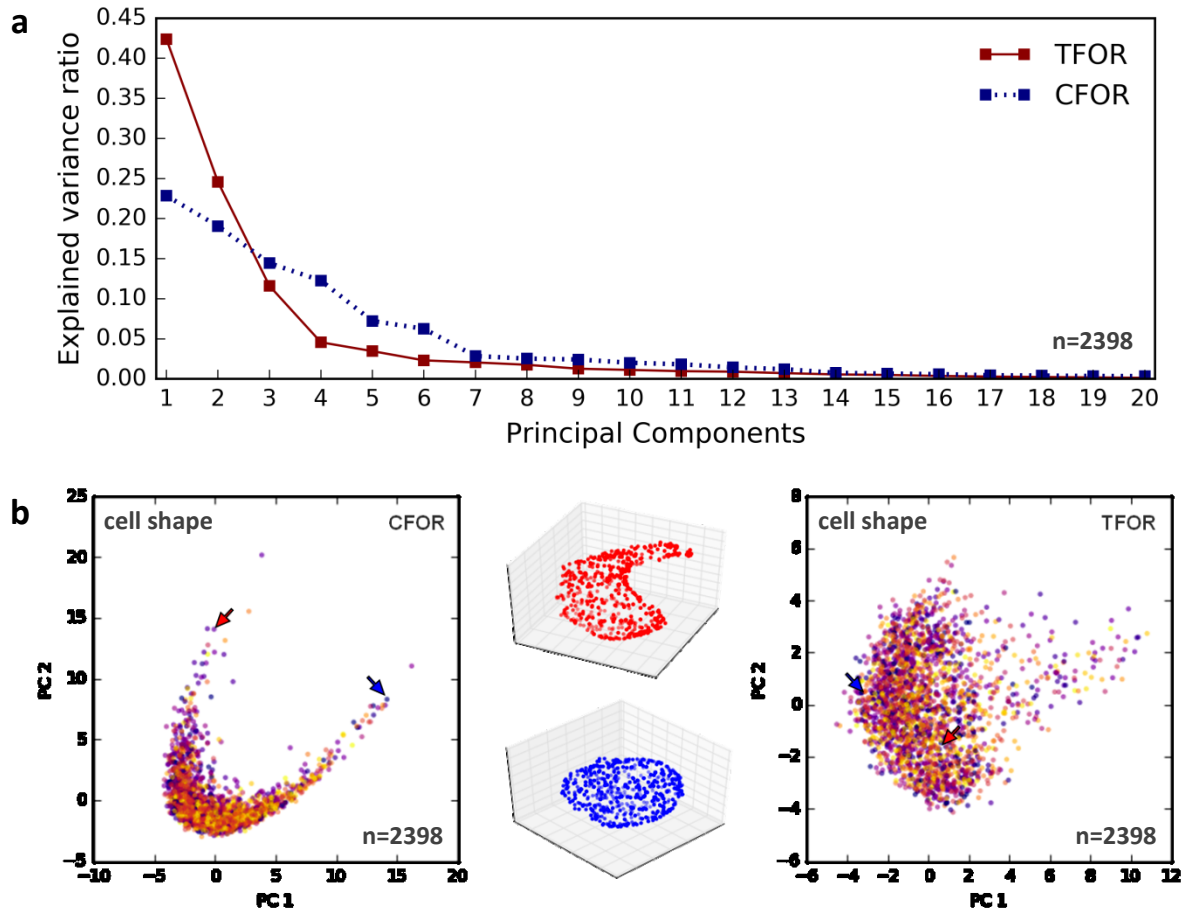 a
Explained variance ratio
0.45
0.40
0.35
0.30
0.25
0.20
0.15
0.10
0.05
0.00
TFOR
CFOR
n=2398
1 2 3 4 5 6 7 8 9 10 11 12 13 14 15 16 17 18 19 20
Principal Components
b
PC 2
25
20
15
10
5
0
−5
cell shape CFOR
n=2398
−10 −5 0 5 10 15 20
PC 1
PC 2
8
6
4
2
0
−2
−4
−6
cell shape TFOR
n=2398
−6 −4 −2 0 2 4 6 8 10 12
PC 1